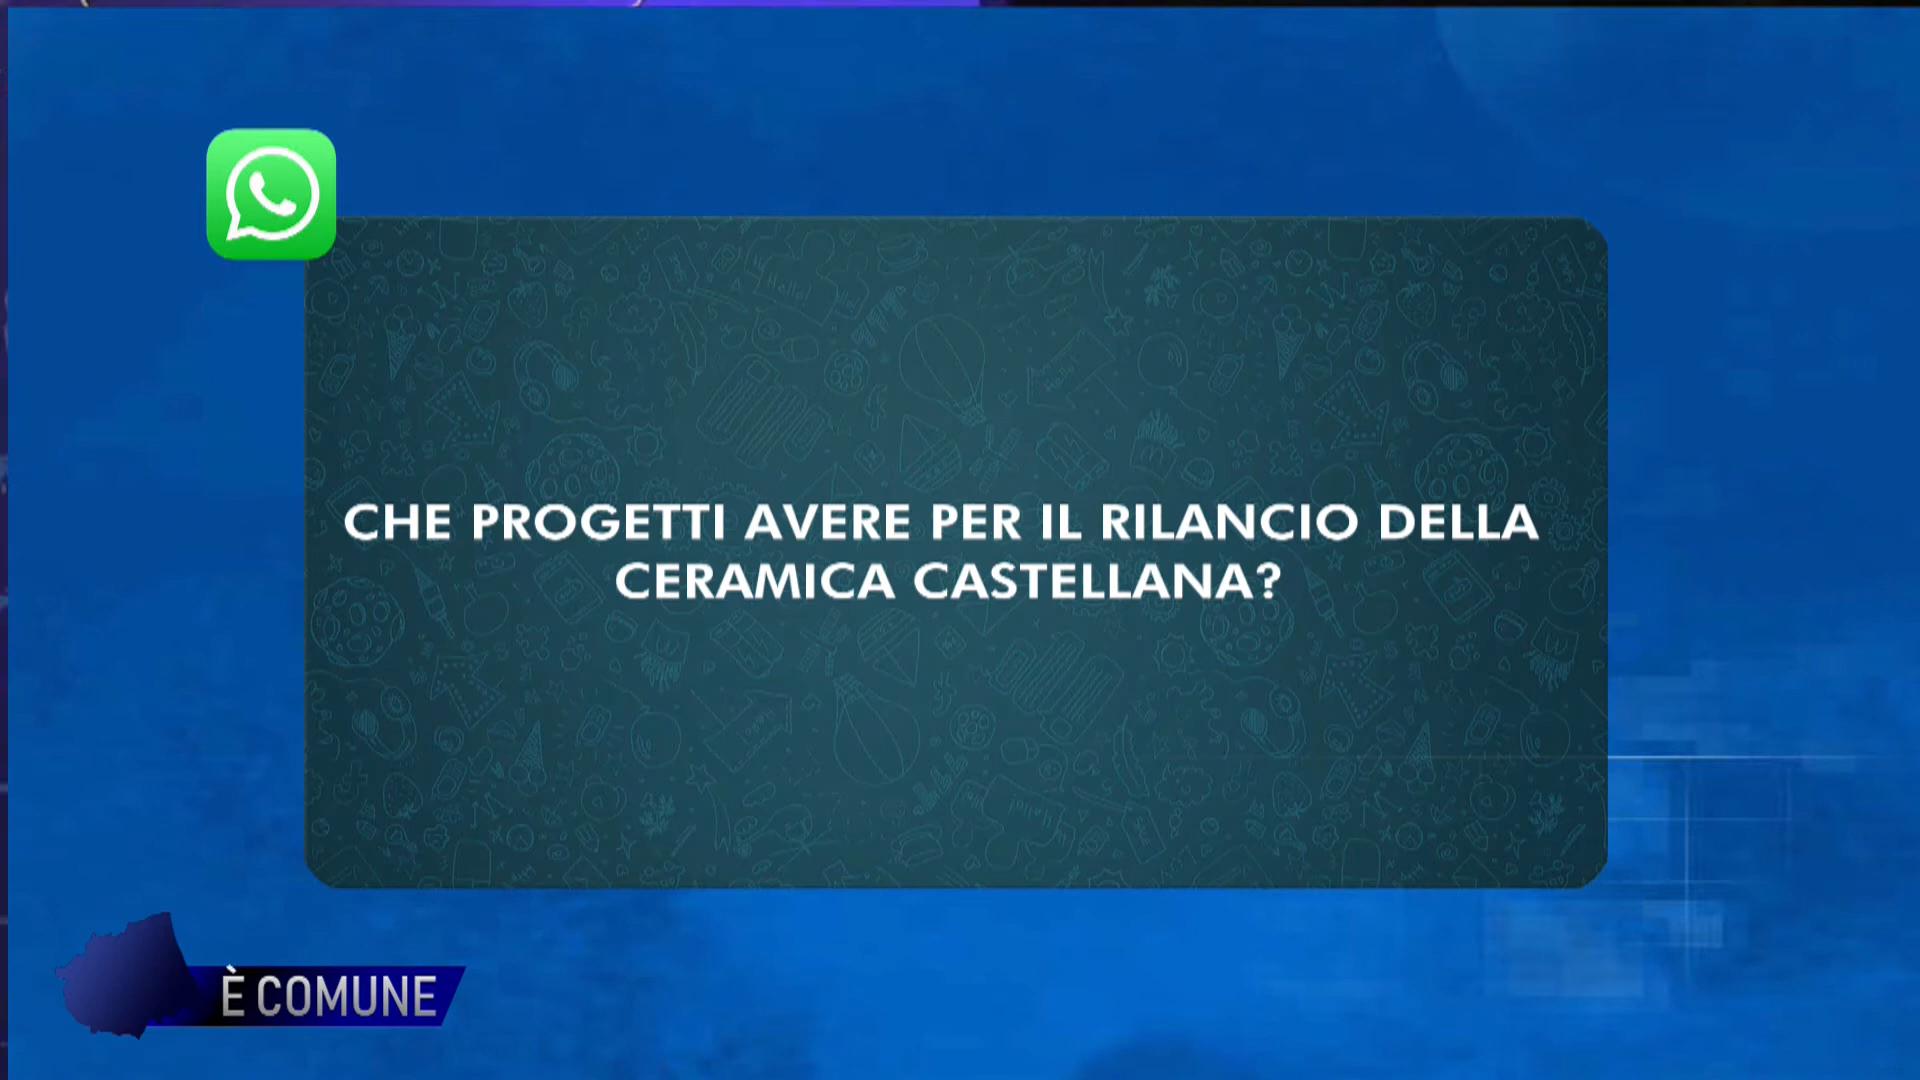 CHE PROGETTI AVERE PER IL RILANCIO DELLA
CERAMICA CASTELLANA?
È COMUNE